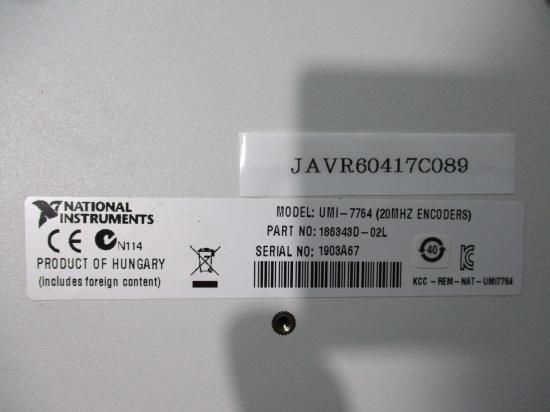 JAVR60417C089
NATIONAL
INSTRUMENTS
MODEL: UMI-7764 (20MHZ ENCODERS)
PART NO: 186343D-02L
SERIAL NO: 1903A67
CE N114
40
PRODUCT OF HUNGARY
(includes foreign content)
KCC-REM-NAT-UMI7764